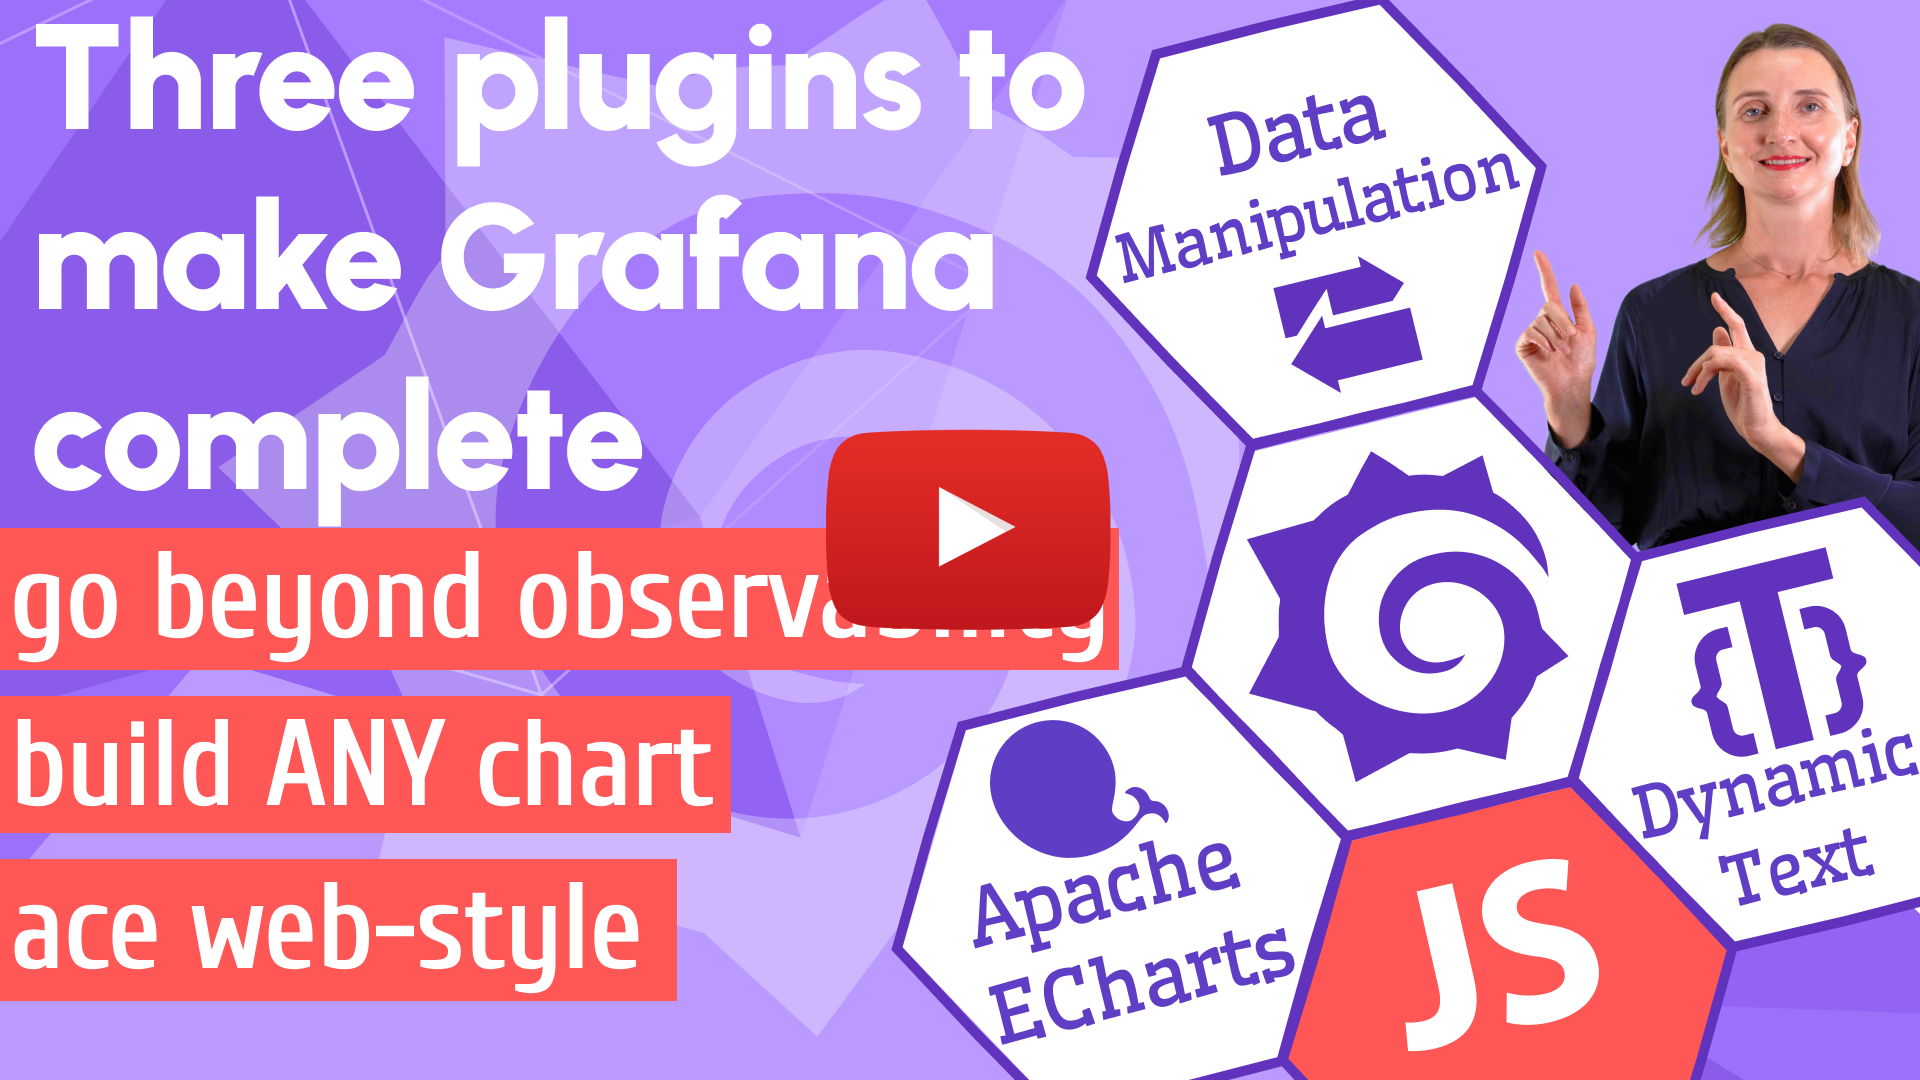 Three plugins to
make Grafana
complete
go beyond observability
build ANY chart
ace web-style
Data
Manipulation
{T}
Dynamic
Text
Apache
ECharts
JS